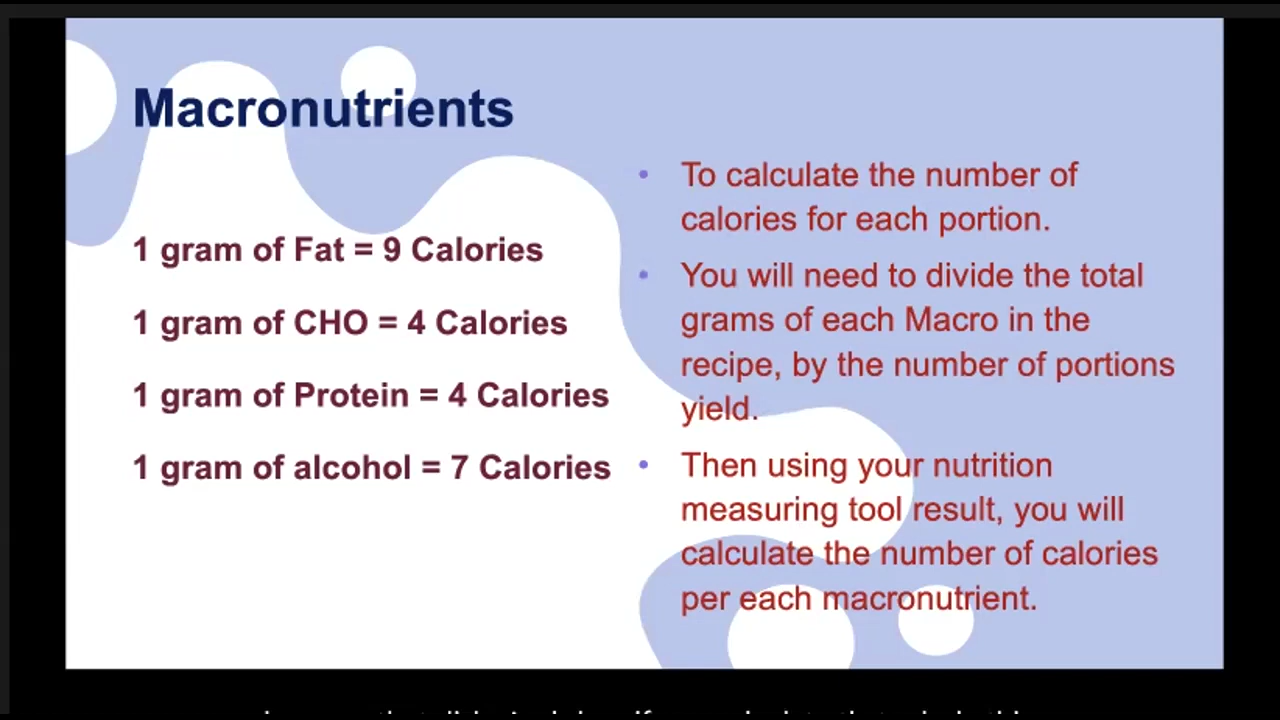 Macronutrients
1 gram of Fat = 9 Calories
1 gram of CHO = 4 Calories
1 gram of Protein = 4 Calories
1 gram of alcohol = 7 Calories
• To calculate the number of
calories for each portion.
• You will need to divide the total
grams of each Macro in the
recipe, by the number of portions
yield.
• Then using your nutrition
measuring tool result, you will
calculate the number of calories
per each macronutrient.